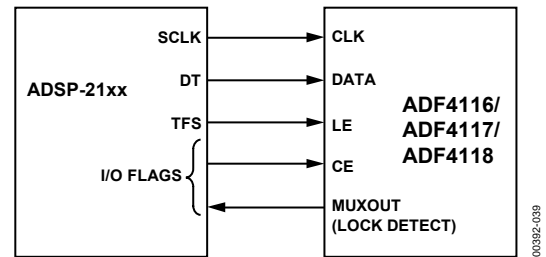 SCLK
CLK
DT
DATA
ADSP-21xx
ADF4116/
ADF4117/
ADF4118
TFS
LE
I/O FLAGS
CE
MUXOUT
(LOCK DETECT)
00392-039